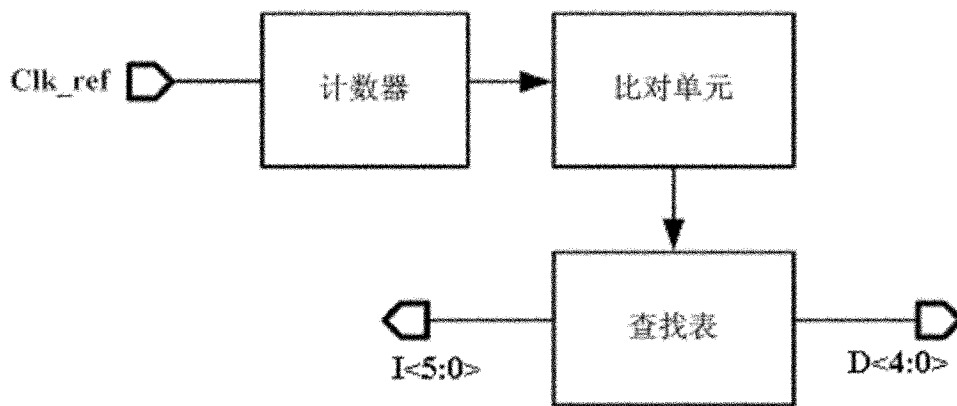 Clk_ref
计数器
比对单元
查找表
I<5:0>
D<4:0>